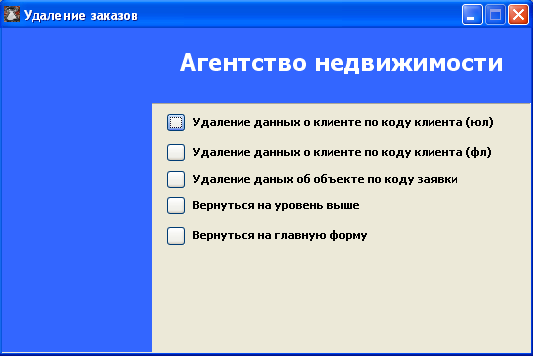 Удаление заказов
Агентство недвижимости
Удаление данных о клиенте по коду клиента (юл)
Удаление данных о клиенте по коду клиента (фл)
Удаление даных об объекте по коду заявки
Вернуться на уровень выше
Вернуться на главную форму